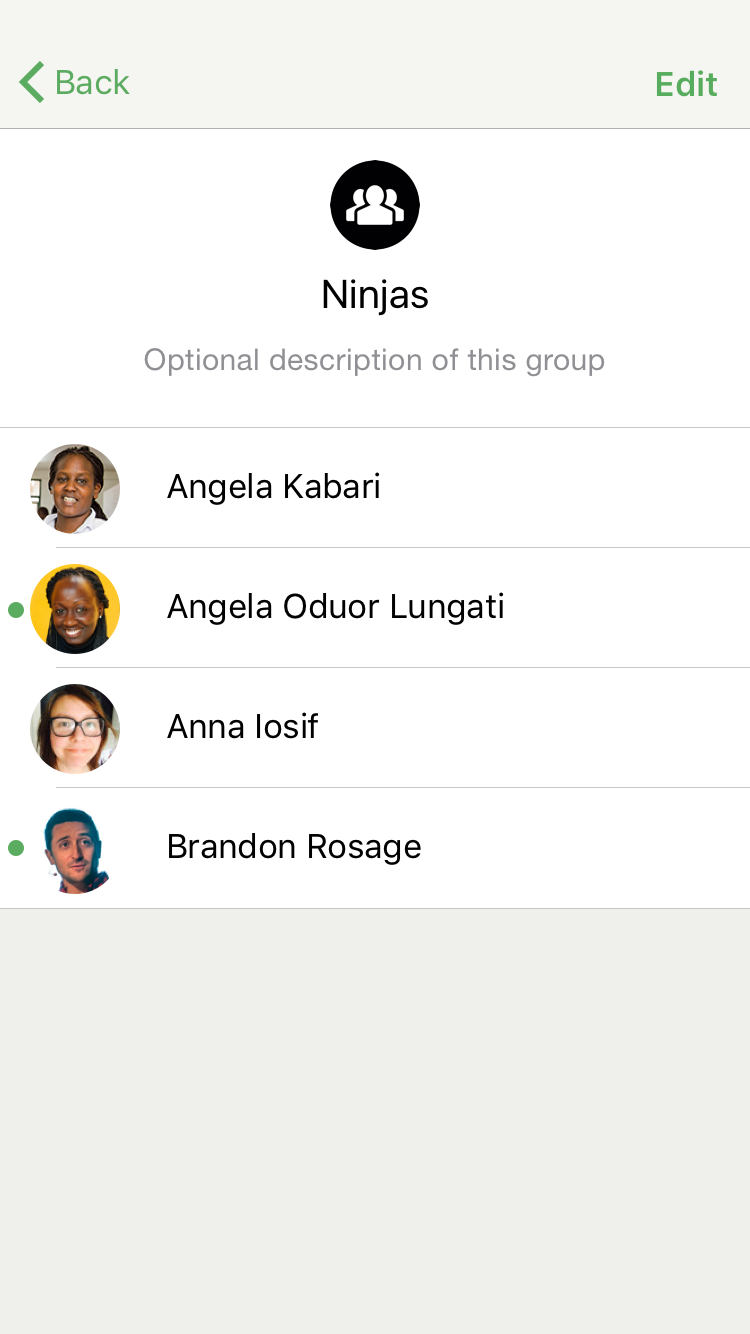 Back
Edit
Ninjas
Optional description of this group
Angela Kabari
Angela Oduor Lungati
Anna Iosif
Brandon Rosage